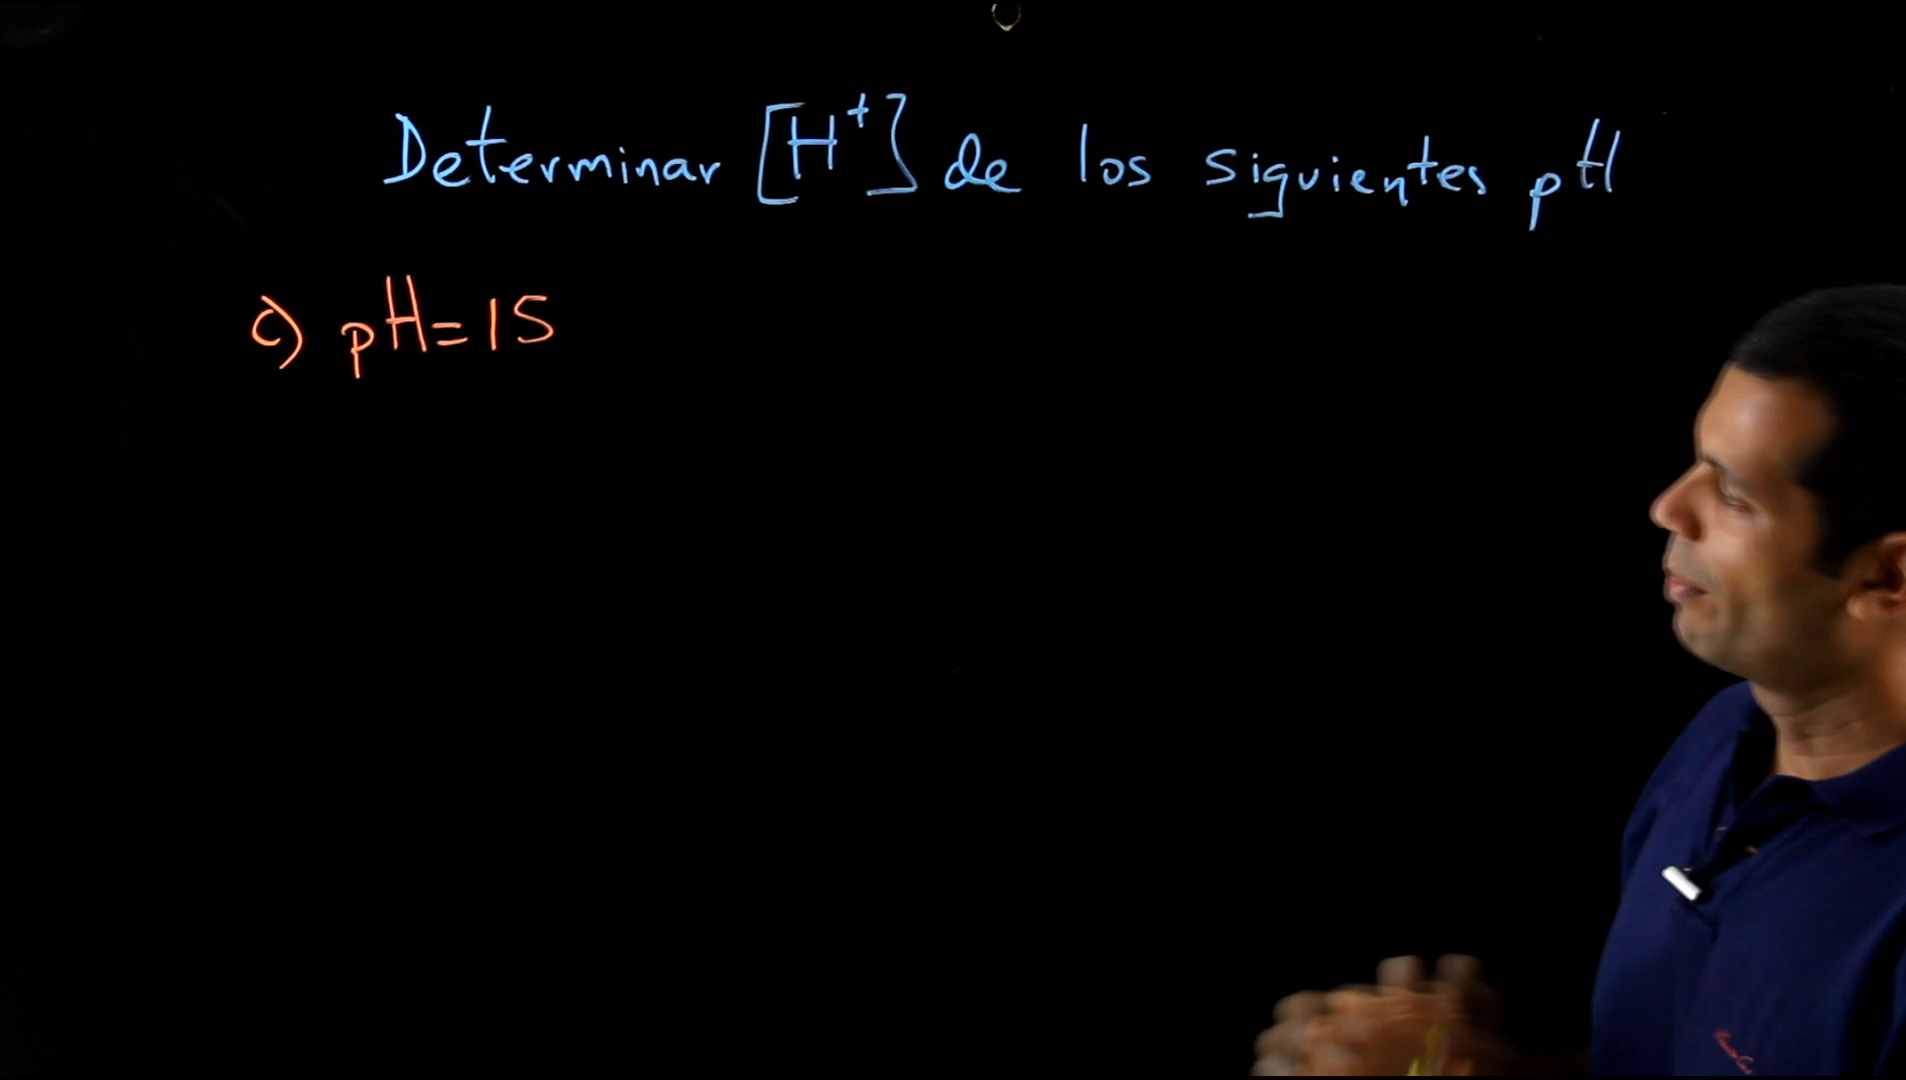 Determinar [H⁺] de los siguientes pH
c) pH=15